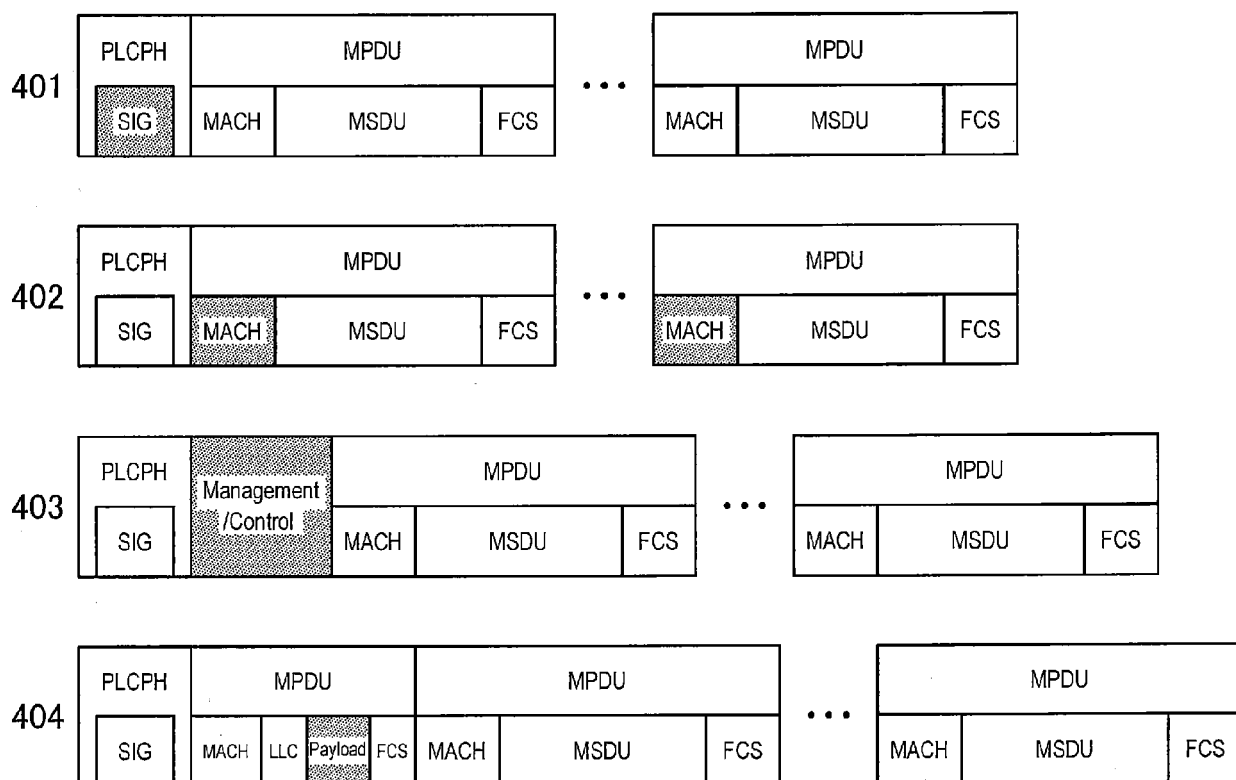 PLCPH MPDU MPDU
401 ...
SIG MACH MSDU FCS MACH MSDU FCS
PLCPH MPDU MPDU
402 ...
SIG MACH MSDU FCS MACH MSDU FCS
PLCPH MPDU MPDU
Management
403 ...
/Control
SIG MACH MSDU FCS MACH MSDU FCS
PLCPH MPDU MPDU MPDU
404 ...
SIG MACH LLC Payload FCS MACH MSDU FCS MACH MSDU FCS